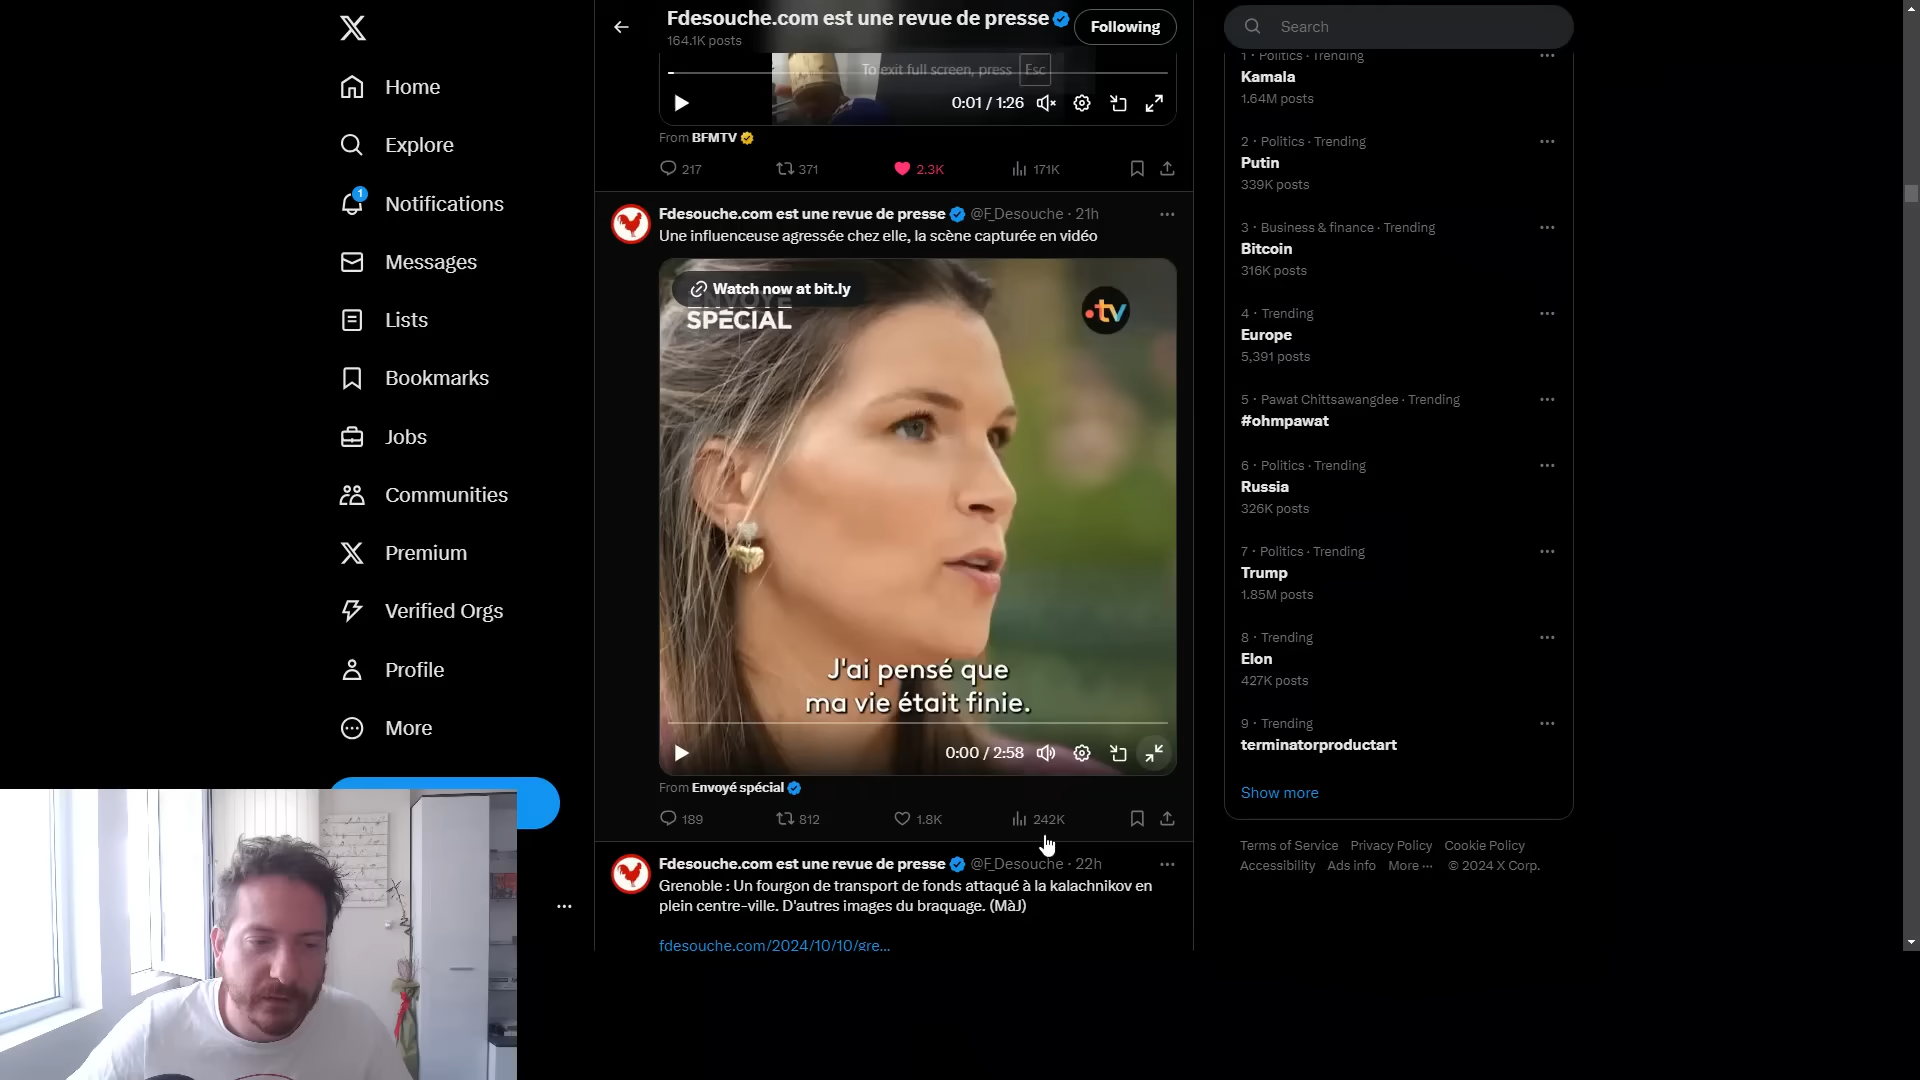 Home
Explore
1
Notifications
Messages
Lists
Bookmarks
Jobs
Communities
Premium
Verified Orgs
Profile
More
Fdesouche.com est une revue de presse
164.1K posts
Following
To exit full screen, press Esc
0:01 / 1:26
From BFMTV
217 371 2.3K 171K
Fdesouche.com est une revue de presse @F_Desouche · 21h
Une influenceuse agressée chez elle, la scène capturée en vidéo
Watch now at bit.ly
ENVOYÉ
SPÉCIAL
.tv
J'ai pensé que
ma vie était finie.
0:00 / 2:58
From Envoyé spécial
189 812 1.8K 242K
Fdesouche.com est une revue de presse @F_Desouche · 22h
Grenoble : Un fourgon de transport de fonds attaqué à la kalachnikov en
plein centre-ville. D'autres images du braquage. (MàJ)
fdesouche.com/2024/10/10/gre...
Search
1 · Politics · Trending
Kamala
1.64M posts
2 · Politics · Trending
Putin
339K posts
3 · Business & finance · Trending
Bitcoin
316K posts
4 · Trending
Europe
5,391 posts
5 · Pawat Chittsawangdee · Trending
#ohmpawat
6 · Politics · Trending
Russia
326K posts
7 · Politics · Trending
Trump
1.85M posts
8 · Trending
Elon
427K posts
9 · Trending
terminatorproductart
Show more
Terms of Service Privacy Policy Cookie Policy
Accessibility Ads info More ··· © 2024 X Corp.